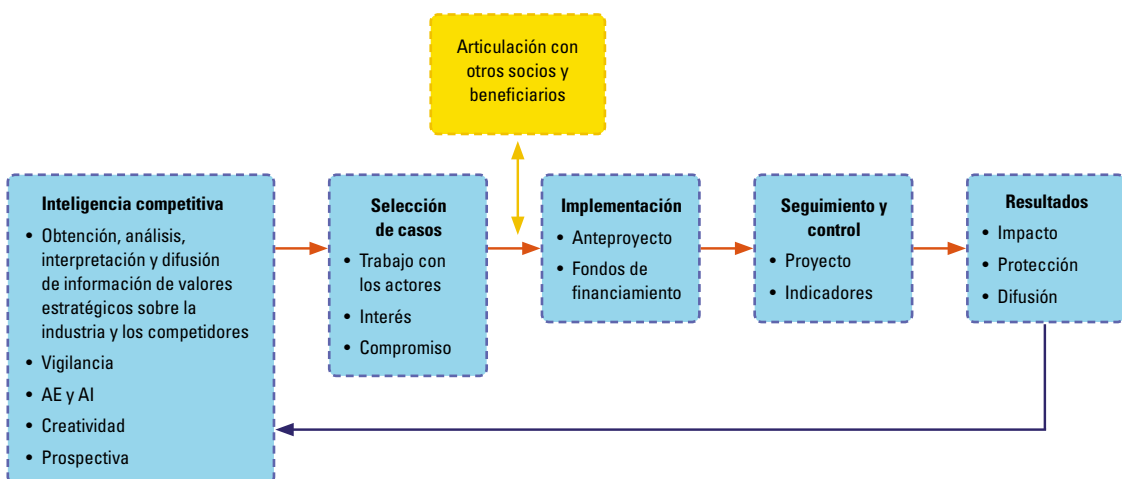 Articulación con
otros socios y
beneficiarios
Inteligencia competitiva
• Obtención, análisis,
interpretación y difusión
de información de valores
estratégicos sobre la
industria y los competidores
• Vigilancia
• AE y AI
• Creatividad
• Prospectiva
Selección
de casos
• Trabajo con
los actores
• Interés
• Compromiso
Implementación
• Anteproyecto
• Fondos de
financiamiento
Seguimiento y
control
• Proyecto
• Indicadores
Resultados
• Impacto
• Protección
• Difusión